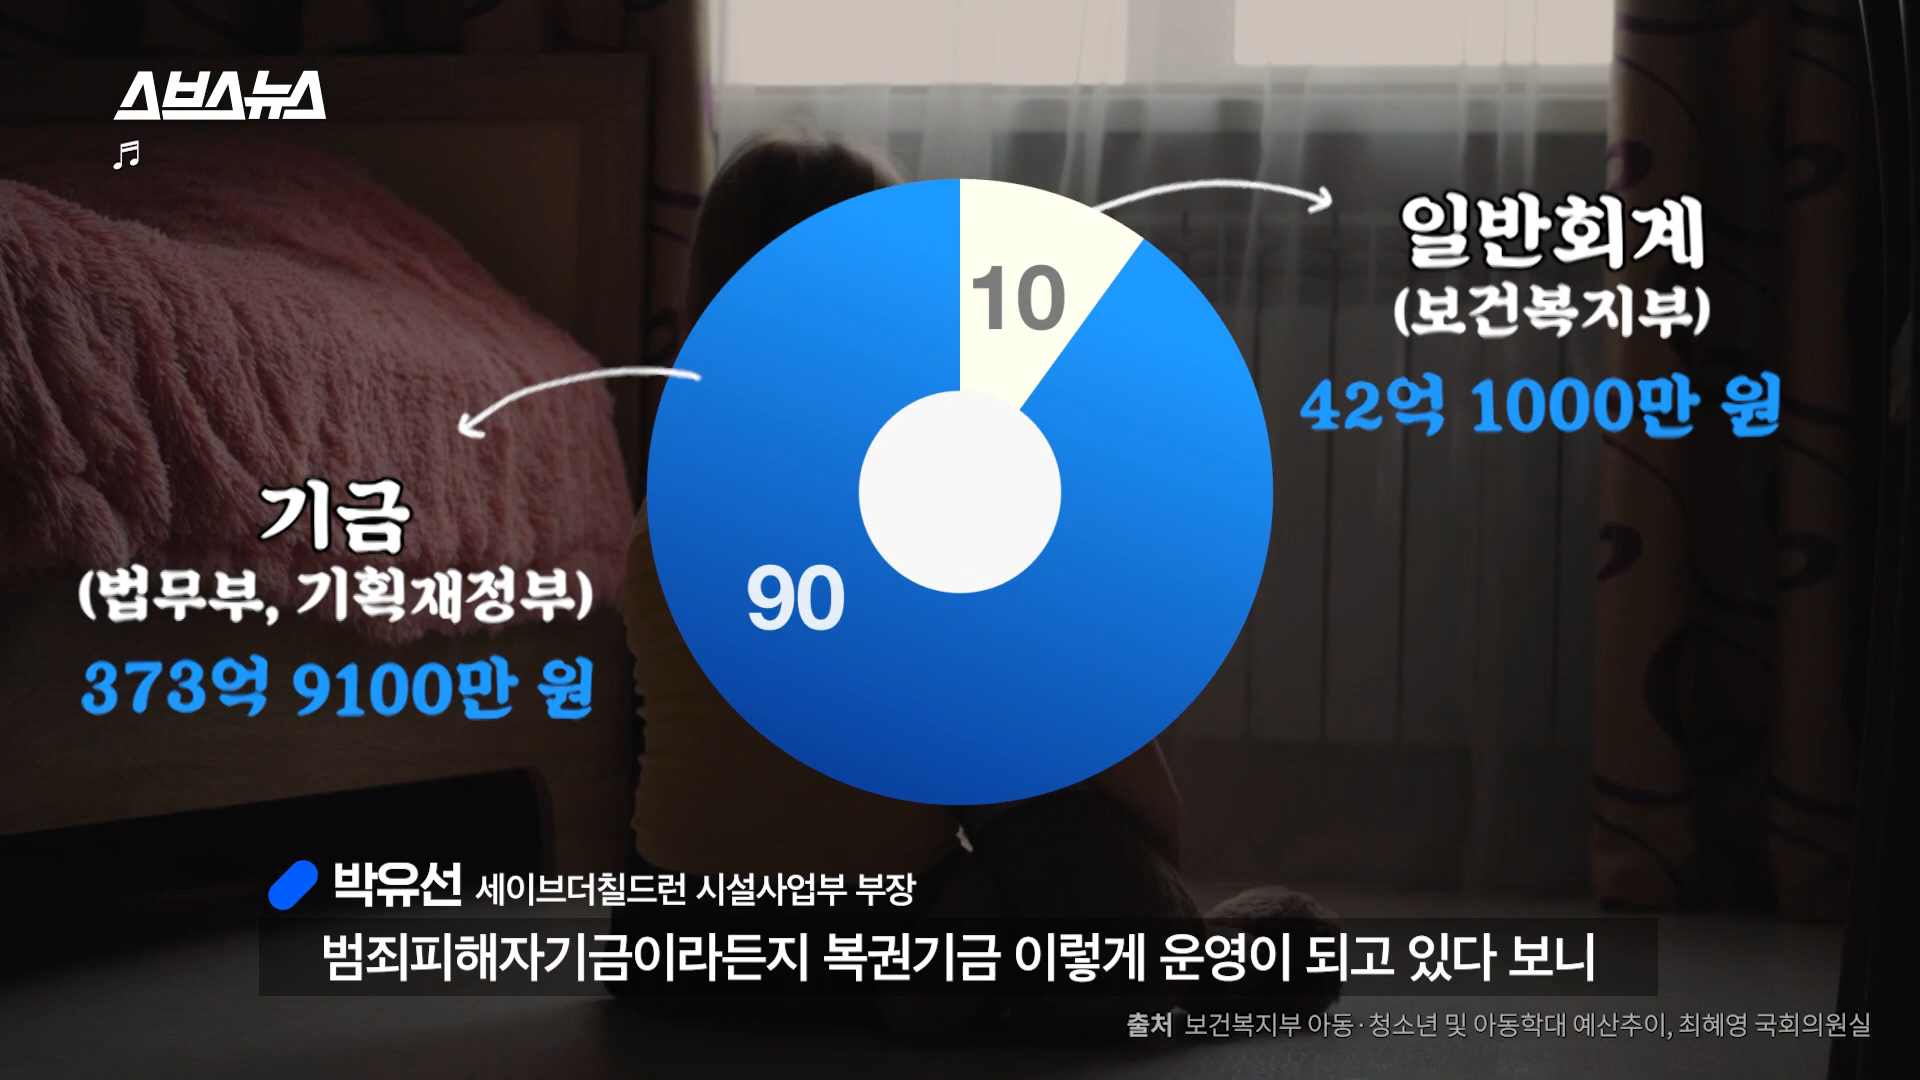 스브스뉴스
10
일반회계
(보건복지부)
42억 1000만 원
기금
(법무부, 기획재정부)
373억 9100만 원
90
박유선 세이브더칠드런 시설사업부 부장
범죄피해자기금이라든지 복권기금 이렇게 운영이 되고 있다 보니
출처 보건복지부 아동·청소년 및 아동학대 예산추이, 최혜영 국회의원실